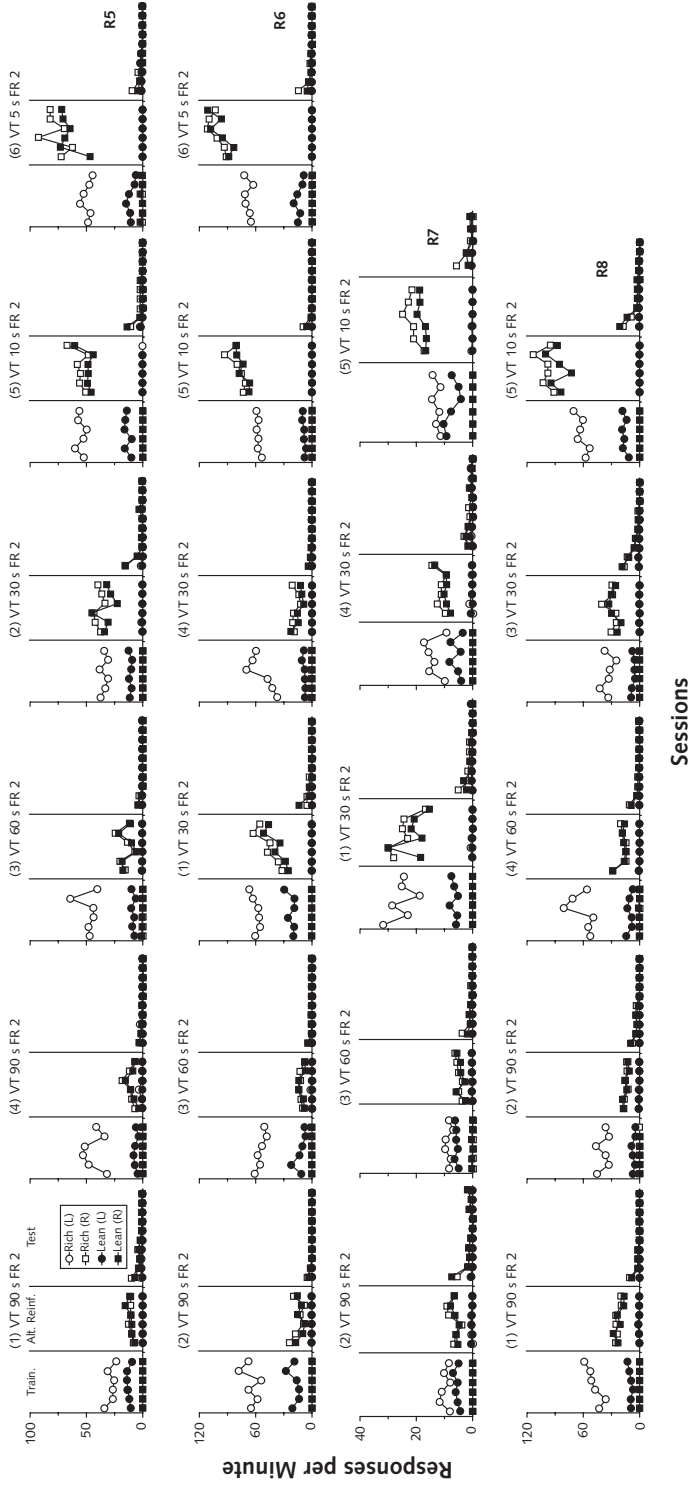 (1) VT 90 s FR 2
(4) VT 90 s FR 2
(3) VT 60 s FR 2
(2) VT 30 s FR 2
(5) VT 10 s FR 2
(6) VT 5 s FR 2
Train.
Alt. Reinf.
Test
Rich (L)
Rich (R)
Lean (L)
Lean (R)
100
50
0
R5
(2) VT 90 s FR 2
(3) VT 60 s FR 2
(1) VT 30 s FR 2
(4) VT 30 s FR 2
(5) VT 10 s FR 2
(6) VT 5 s FR 2
120
60
0
R6
(2) VT 90 s FR 2
(3) VT 60 s FR 2
(1) VT 30 s FR 2
(4) VT 30 s FR 2
(5) VT 10 s FR 2
40
20
0
R7
(1) VT 90 s FR 2
(2) VT 90 s FR 2
(4) VT 60 s FR 2
(3) VT 30 s FR 2
(5) VT 10 s FR 2
120
60
0
R8
Responses per Minute
Sessions